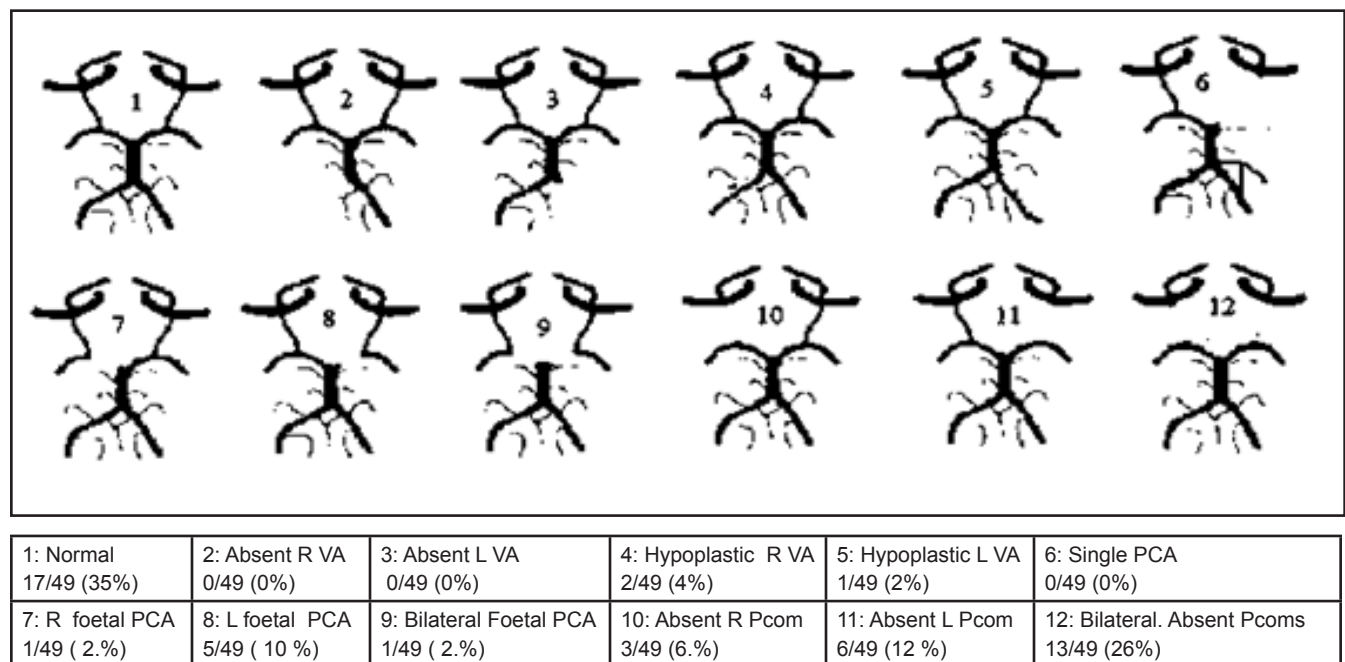 1 2 3 4 5 6
7 8 9 10 11 12
1: Normal
17/49 (35%)
2: Absent R VA
0/49 (0%)
3: Absent L VA
0/49 (0%)
4: Hypoplastic R VA
2/49 (4%)
5: Hypoplastic L VA
1/49 (2%)
6: Single PCA
0/49 (0%)
7: R foetal PCA
1/49 ( 2.%)
8: L foetal PCA
5/49 ( 10 %)
9: Bilateral Foetal PCA
1/49 ( 2.%)
10: Absent R Pcom
3/49 (6.%)
11: Absent L Pcom
6/49 (12 %)
12: Bilateral. Absent Pcoms
13/49 (26%)